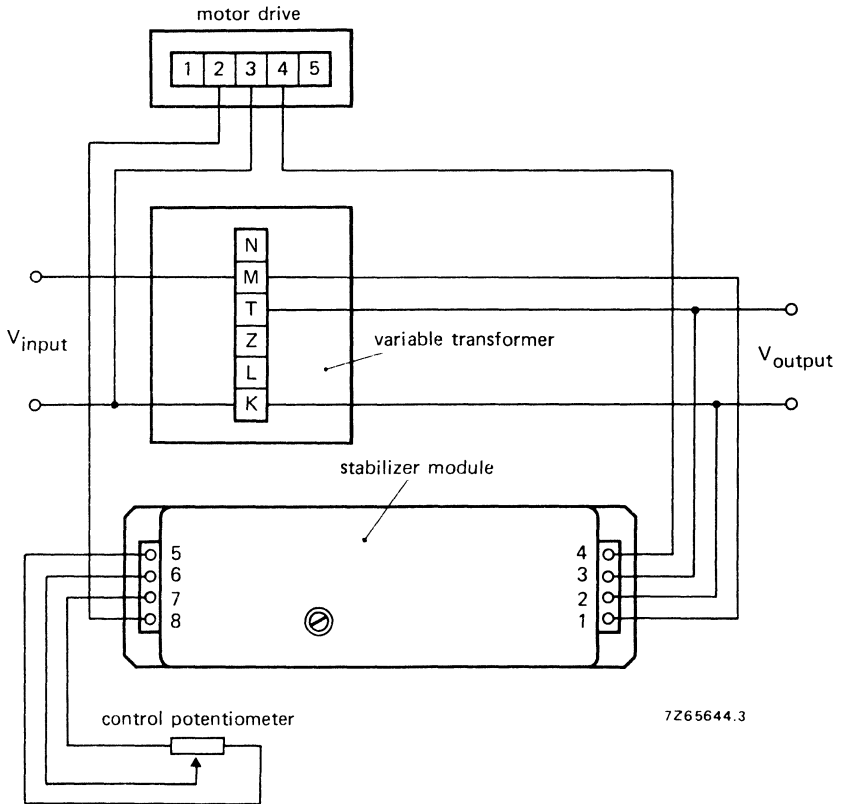 motor drive
1 2 3 4 5
N
M
T
Z
L
K
V input
variable transformer
V output
stabilizer module
5
6
7
8
4
3
2
1
control potentiometer
7Z65644.3